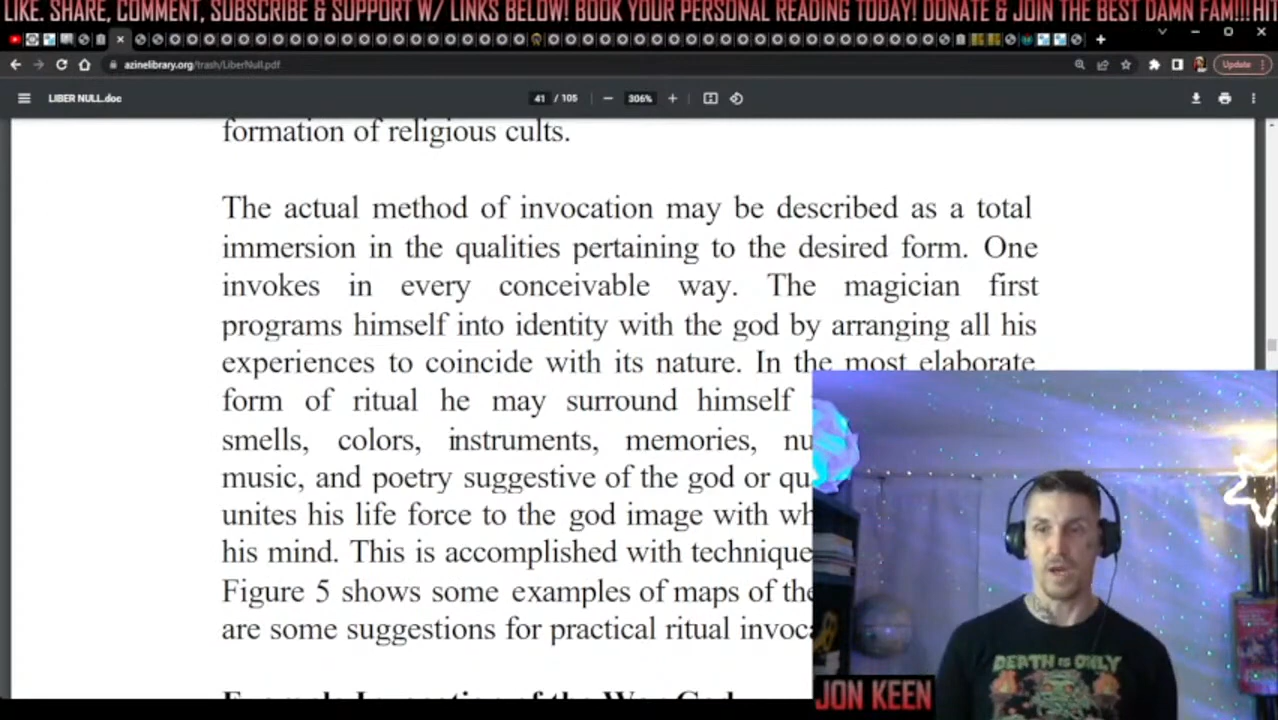 LIKE. SHARE, COMMENT, SUBSCRIBE & SUPPORT W/ LINKS BELOW! BOOK YOUR PERSONAL READING TODAY! DONATE & JOIN THE BEST DAMN FAM!!! HIT
azinelibrary.org/trash/LiberNull.pdf
Update
LIBER NULL.doc
41 / 105
306%
formation of religious cults.
The actual method of invocation may be described as a total
immersion in the qualities pertaining to the desired form. One
invokes in every conceivable way. The magician first
programs himself into identity with the god by arranging all his
experiences to coincide with its nature. In the most elaborate
form of ritual he may surround himself
smells, colors, instruments, memories, nu
music, and poetry suggestive of the god or qu
unites his life force to the god image with wh
his mind. This is accomplished with technique
Figure 5 shows some examples of maps of the
are some suggestions for practical ritual invoca
DEATH IS ONLY
JON KEEN